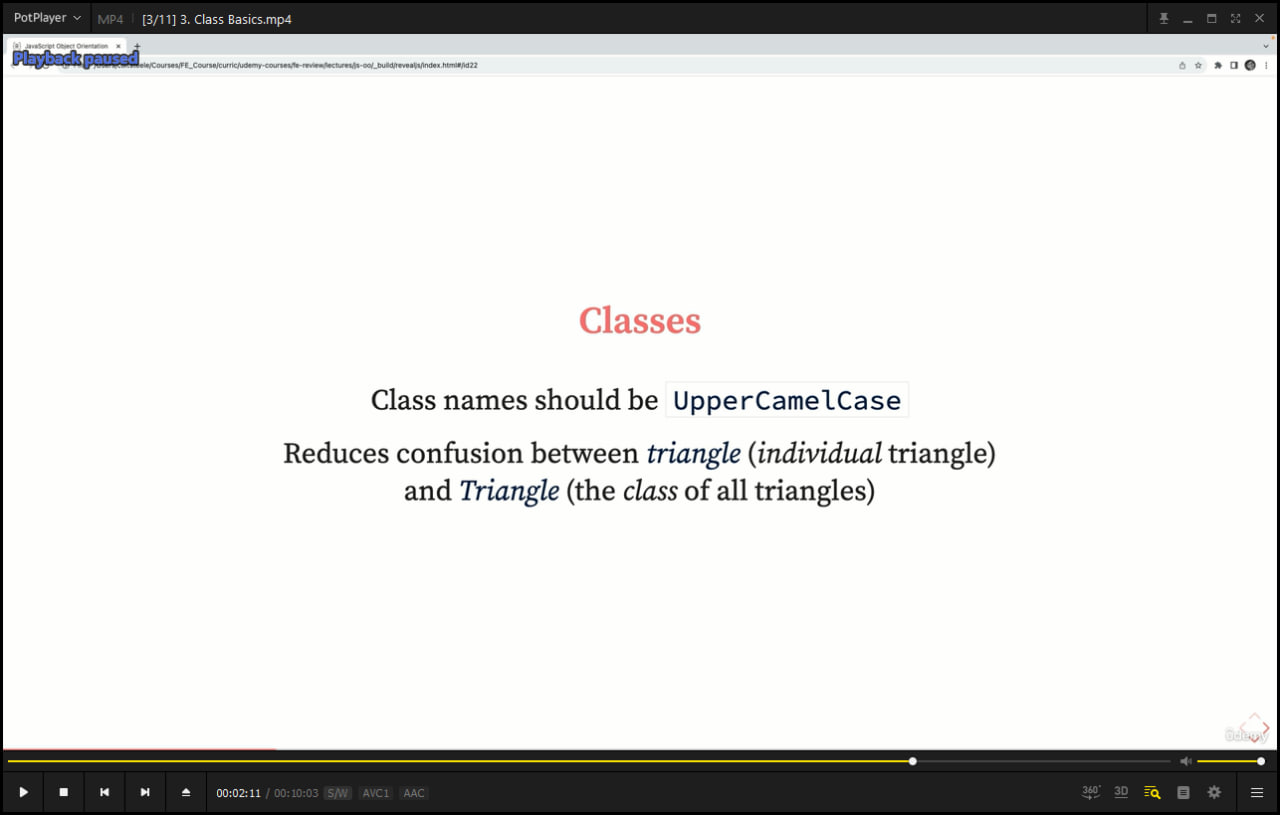 PotPlayer
MP4
[3/11] 3. Class Basics.mp4
JavaScript Object Orientation
Playback paused
/Courses/FE_Course/curric/udemy-courses/fe-review/lectures/js-oo/_build/revealjs/index.html#/id22
Classes
Class names should be UpperCamelCase
Reduces confusion between triangle (individual triangle)
and Triangle (the class of all triangles)
ûdemy
00:02:11 / 00:10:03 S/W AVC1 AAC
360° 3D